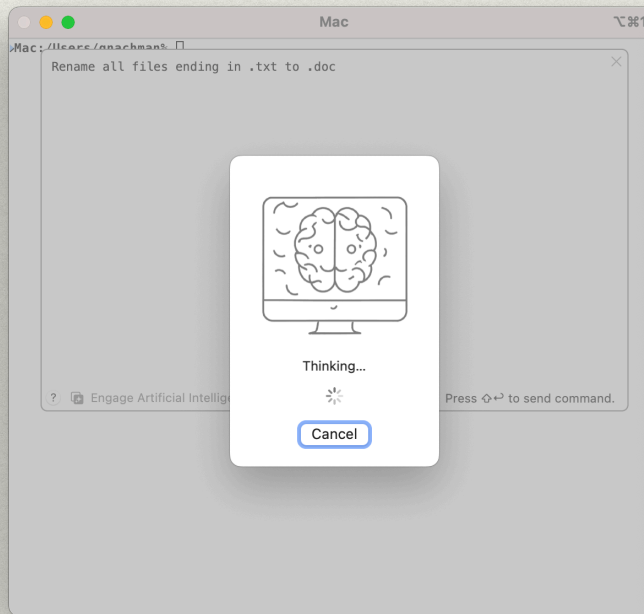 Mac
⌥⌘1
Mac:/Users/gnachman%
Rename all files ending in .txt to .doc
Thinking...
? Engage Artificial Intellig
Press ⇧↩ to send command.
Cancel